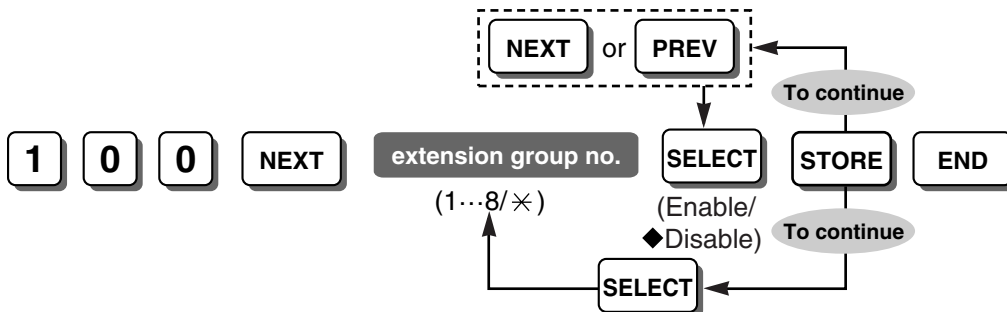 NEXT or PREV
To continue
1 0 0 NEXT extension group no. SELECT STORE END
(1···8/✳)
(Enable/
◆Disable)
To continue
SELECT